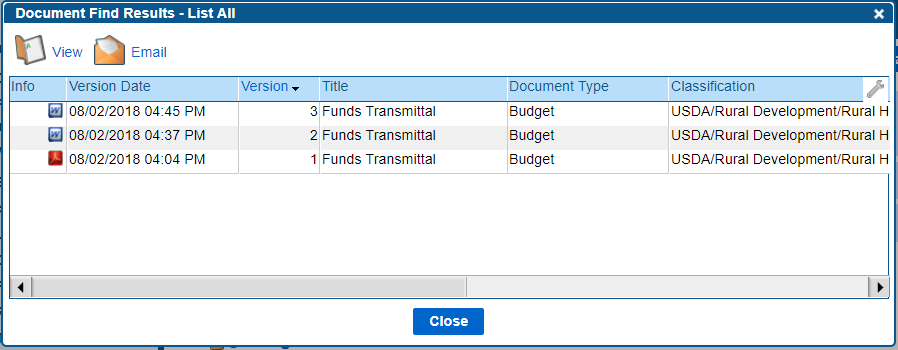 Document Find Results - List All
View Email
Info Version Date Version Title Document Type Classification
08/02/2018 04:45 PM 3 Funds Transmittal Budget USDA/Rural Development/Rural H
08/02/2018 04:37 PM 2 Funds Transmittal Budget USDA/Rural Development/Rural H
08/02/2018 04:04 PM 1 Funds Transmittal Budget USDA/Rural Development/Rural H
Close